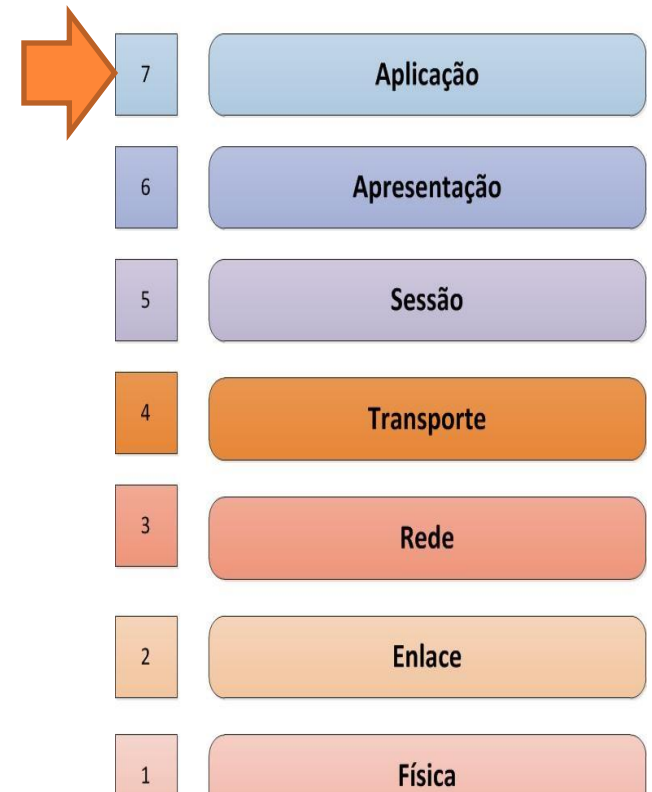 7 Aplicação
6 Apresentação
5 Sessão
4 Transporte
3 Rede
2 Enlace
1 Física